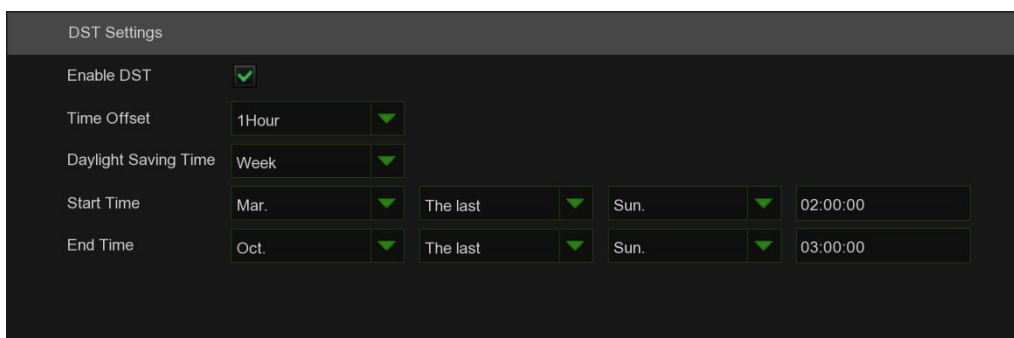 DST Settings
Enable DST
Time Offset 1Hour
Daylight Saving Time Week
Start Time Mar. The last Sun. 02:00:00
End Time Oct. The last Sun. 03:00:00